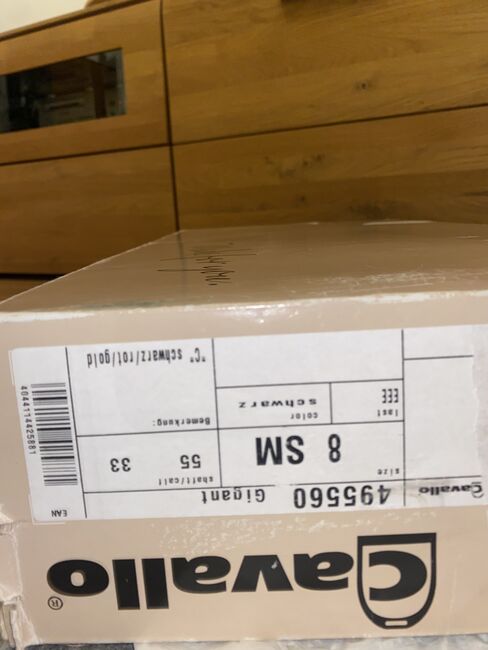 Cavallo®
Cavallo 495560 Gigant
size
8 SM
shaft/calf
55 33
last
EEE
color
schwarz
Bemerkung:
"C" schwarz/rot/gold
EAN
4044114425881